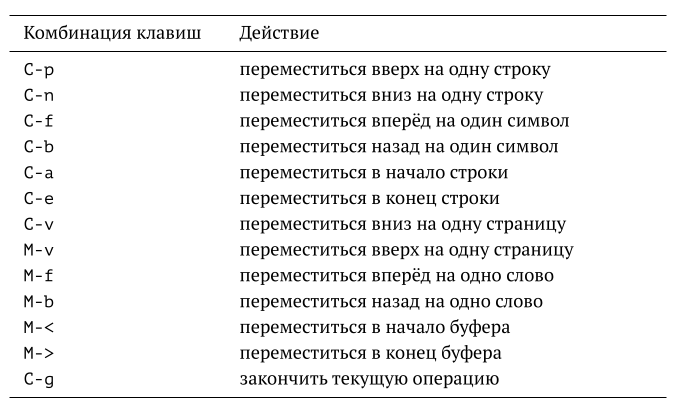 Комбинация клавиш Действие
C-p переместиться вверх на одну строку
C-n переместиться вниз на одну строку
C-f переместиться вперёд на один символ
C-b переместиться назад на один символ
C-a переместиться в начало строки
C-e переместиться в конец строки
C-v переместиться вниз на одну страницу
M-v переместиться вверх на одну страницу
M-f переместиться вперёд на одно слово
M-b переместиться назад на одно слово
M-< переместиться в начало буфера
M-> переместиться в конец буфера
C-g закончить текущую операцию